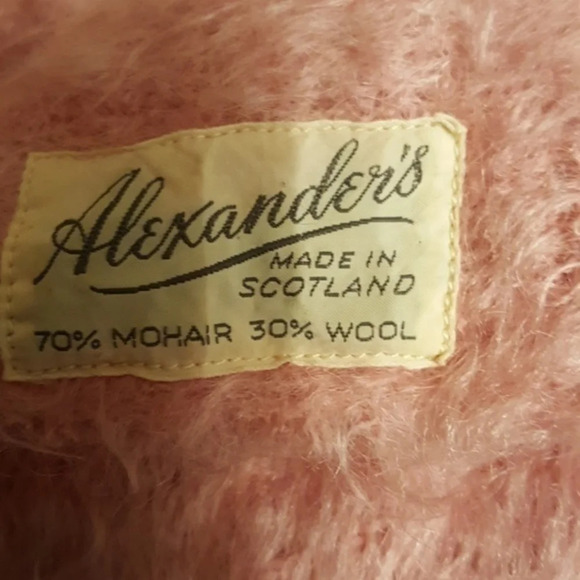 Alexander's
MADE IN
SCOTLAND
70% MOHAIR 30% WOOL